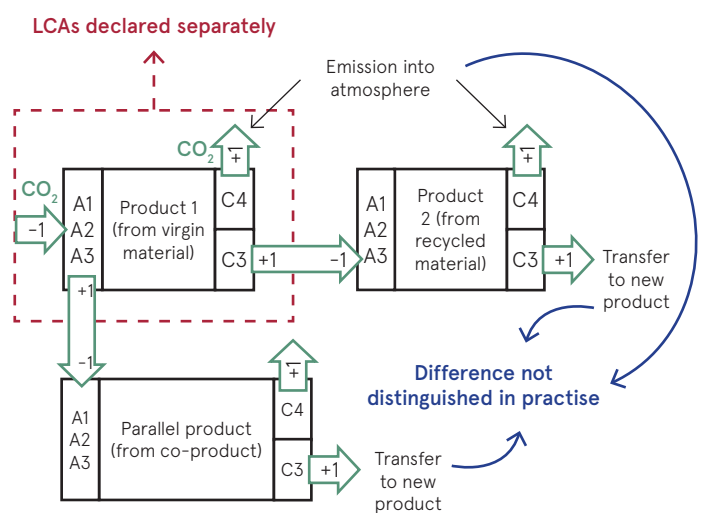 LCAs declared separately
Emission into
atmosphere
CO₂
+1
+1
CO₂
-1
A1
A2
A3
Product 1
(from virgin
material)
C4
C3
+1
-1
A1
A2
A3
Product
2 (from
recycled
material)
C4
C3
+1
Transfer
to new
product
+1
-1
+1
Difference not
distinguished in practise
A1
A2
A3
Parallel product
(from co-product)
C4
C3
+1
Transfer
to new
product